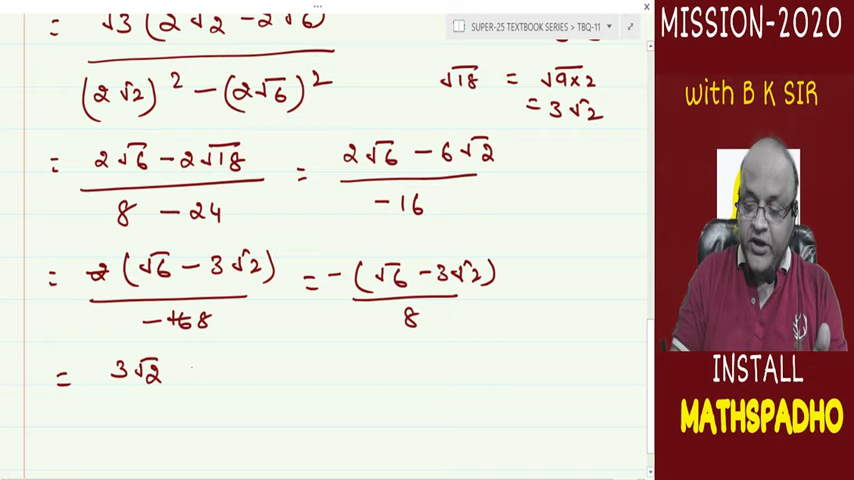 = √3 (2√2 - 2√6)
(2√2)² - (2√6)²
√18 = √9×2
= 3√2
= 2√6 - 2√18 / 8 - 24 = 2√6 - 6√2 / -16
= 2 (√6 - 3√2) / -16 8 = - (√6 - 3√2) / 8
= 3√2
SUPER-25 TEXTBOOK SERIES > TBQ-11
MISSION-2020
with B K SIR
INSTALL
MATHSPADHO